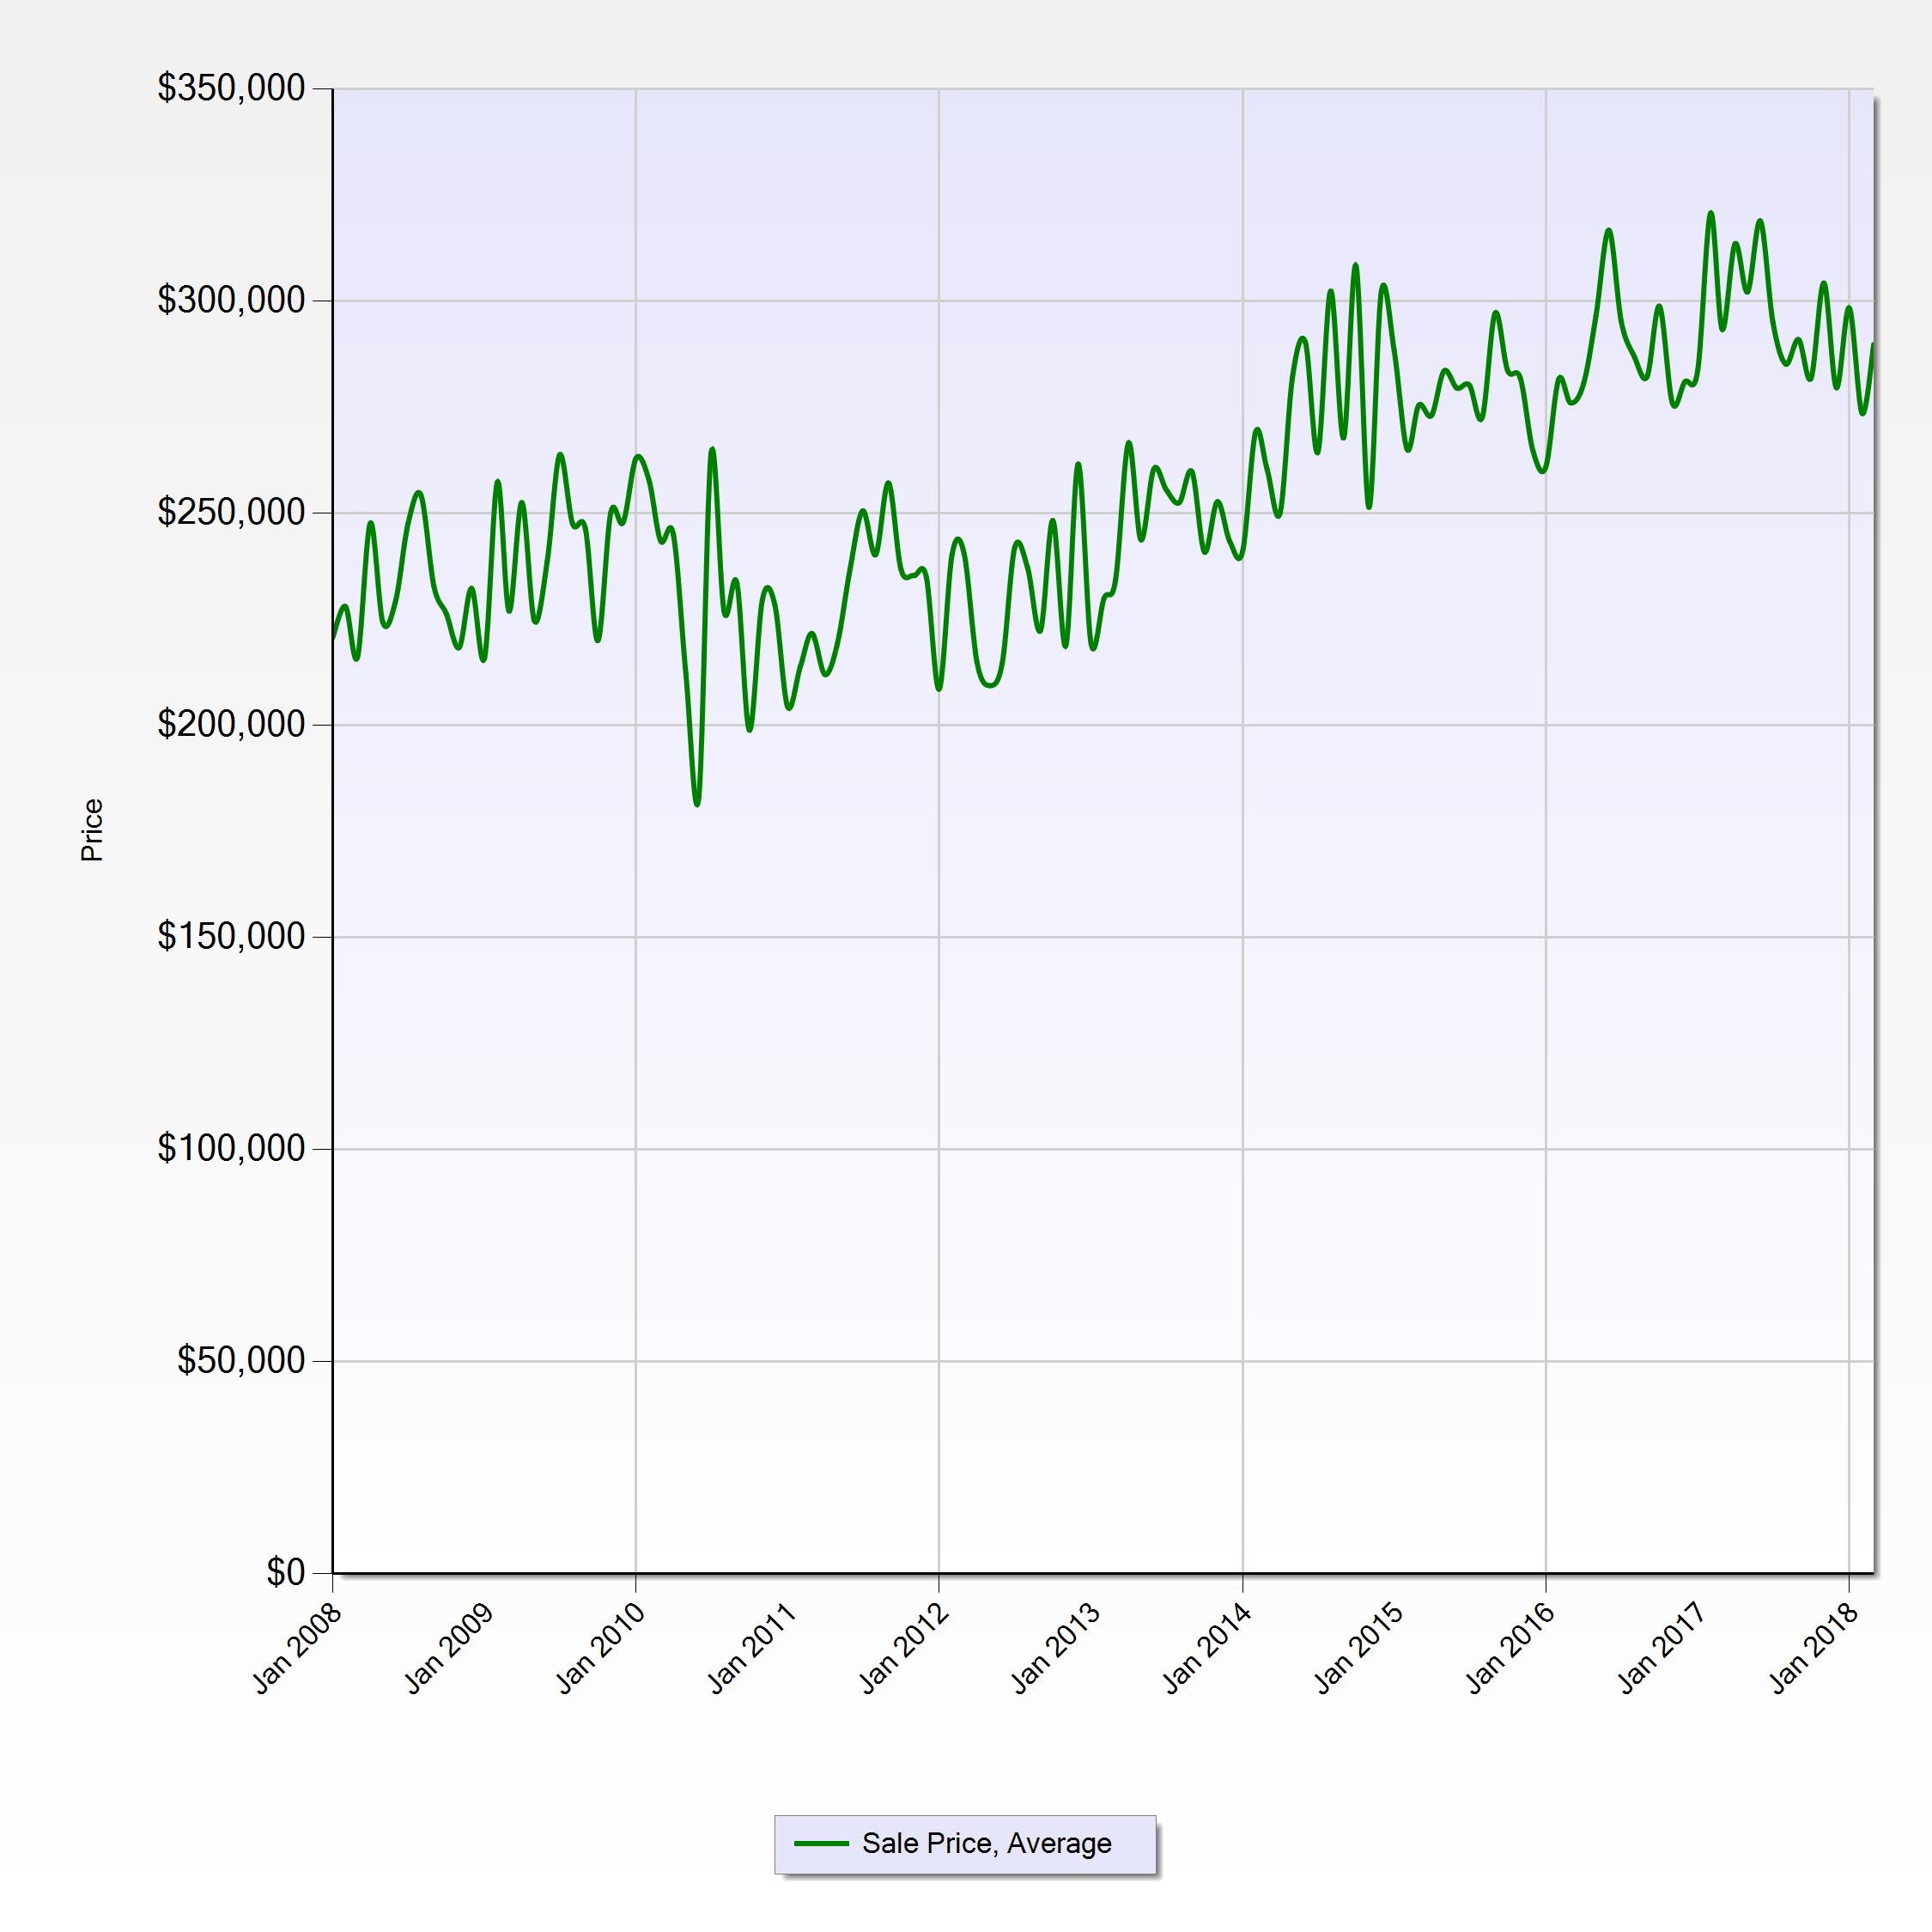 $350,000
$300,000
$250,000
$200,000
$150,000
$100,000
$50,000
$0
Price
Jan 2008
Jan 2009
Jan 2010
Jan 2011
Jan 2012
Jan 2013
Jan 2014
Jan 2015
Jan 2016
Jan 2017
Jan 2018
Sale Price, Average